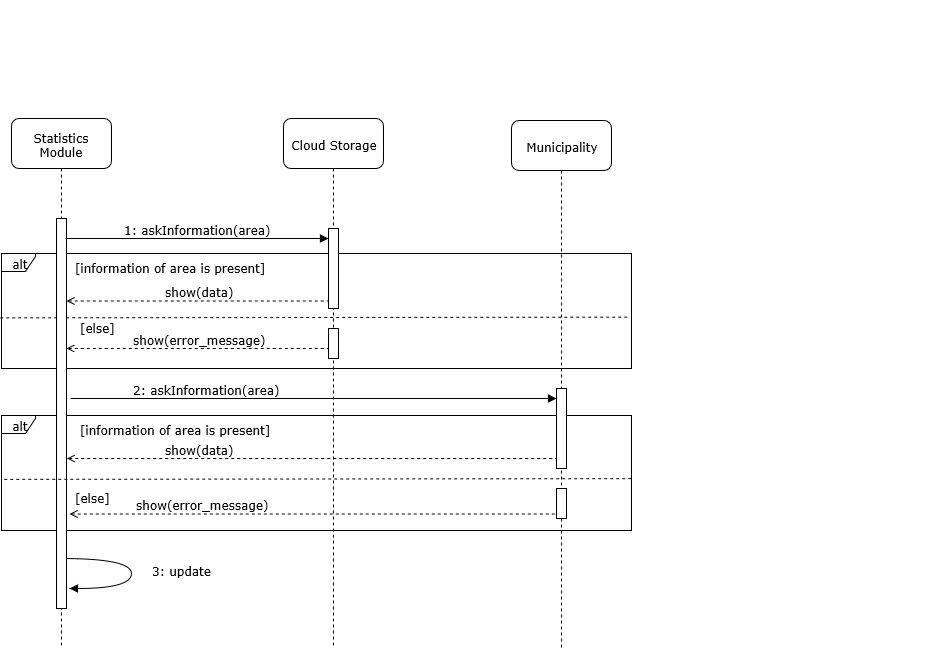 Statistics
Module
Cloud Storage
Municipality
1: askInformation(area)
alt
[information of area is present]
show(data)
[else]
show(error_message)
2: askInformation(area)
alt
[information of area is present]
show(data)
[else]
show(error_message)
3: update